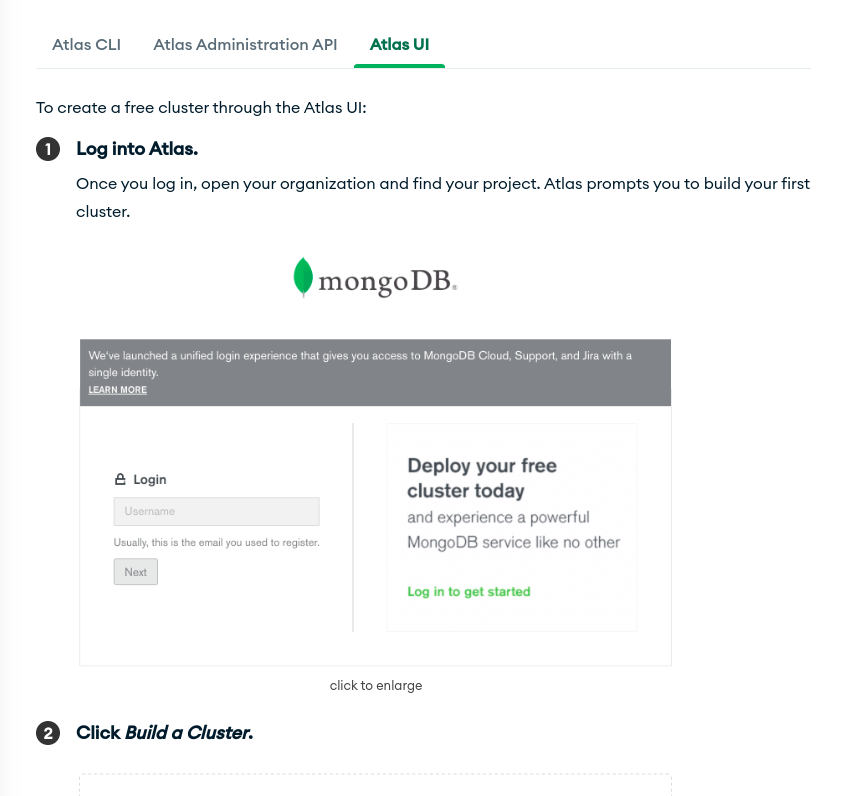 Atlas CLI
Atlas Administration API
Atlas UI
To create a free cluster through the Atlas UI:
1 Log into Atlas.
Once you log in, open your organization and find your project. Atlas prompts you to build your first
cluster.
mongoDB®
We've launched a unified login experience that gives you access to MongoDB Cloud, Support, and Jira with a
single identity.
LEARN MORE
Login
Username
Usually, this is the email you used to register.
Next
Deploy your free
cluster today
and experience a powerful
MongoDB service like no other
Log in to get started
click to enlarge
2 Click Build a Cluster.